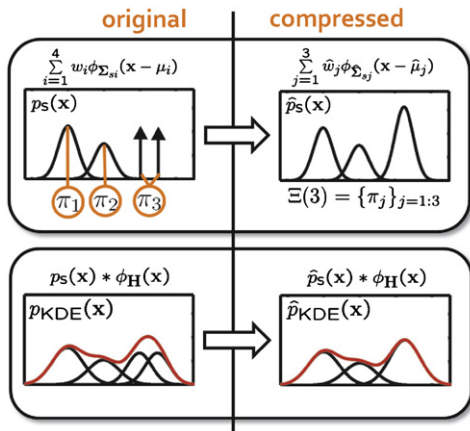 original compressed
4 3
∑ w_i ϕ_{Σ_{si}}(x − μ_i) ∑ ŵ_j ϕ_{Σ̂_{sj}}(x − μ̂_j)
i=1 j=1
p_s(x) p̂_s(x)
π_1 π_2 π_3 Ξ(3) = {π_j}_{j=1:3}
p_s(x) * ϕ_H(x) p̂_s(x) * ϕ_H(x)
p_KDE(x) p̂_KDE(x)